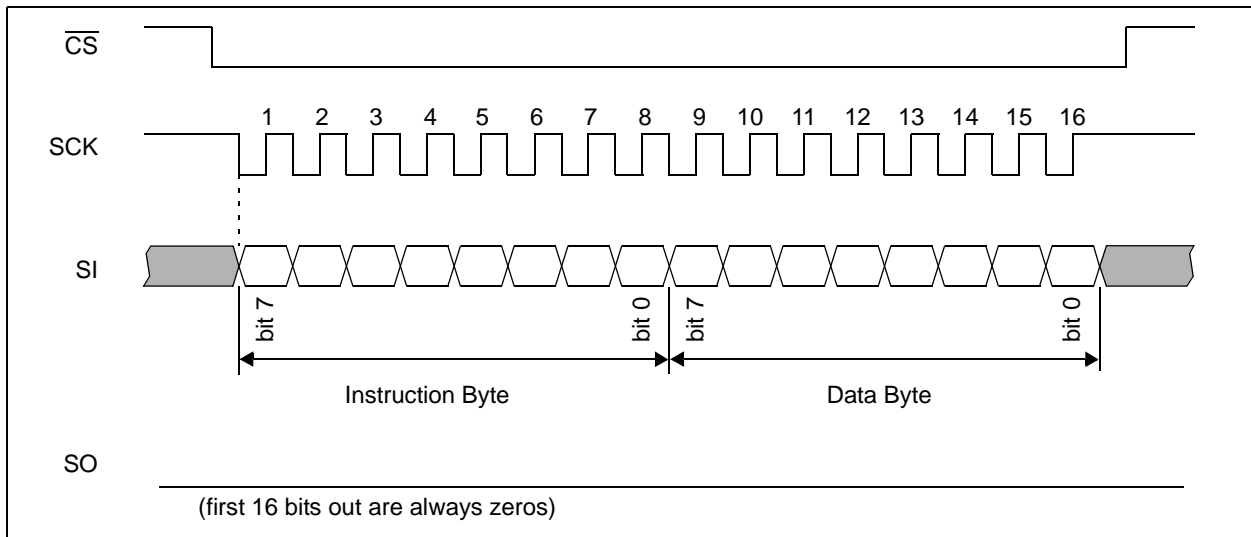 CS
1 2 3 4 5 6 7 8 9 10 11 12 13 14 15 16
SCK
SI
bit 7 bit 0 bit 7 bit 0
Instruction Byte Data Byte
SO
(first 16 bits out are always zeros)